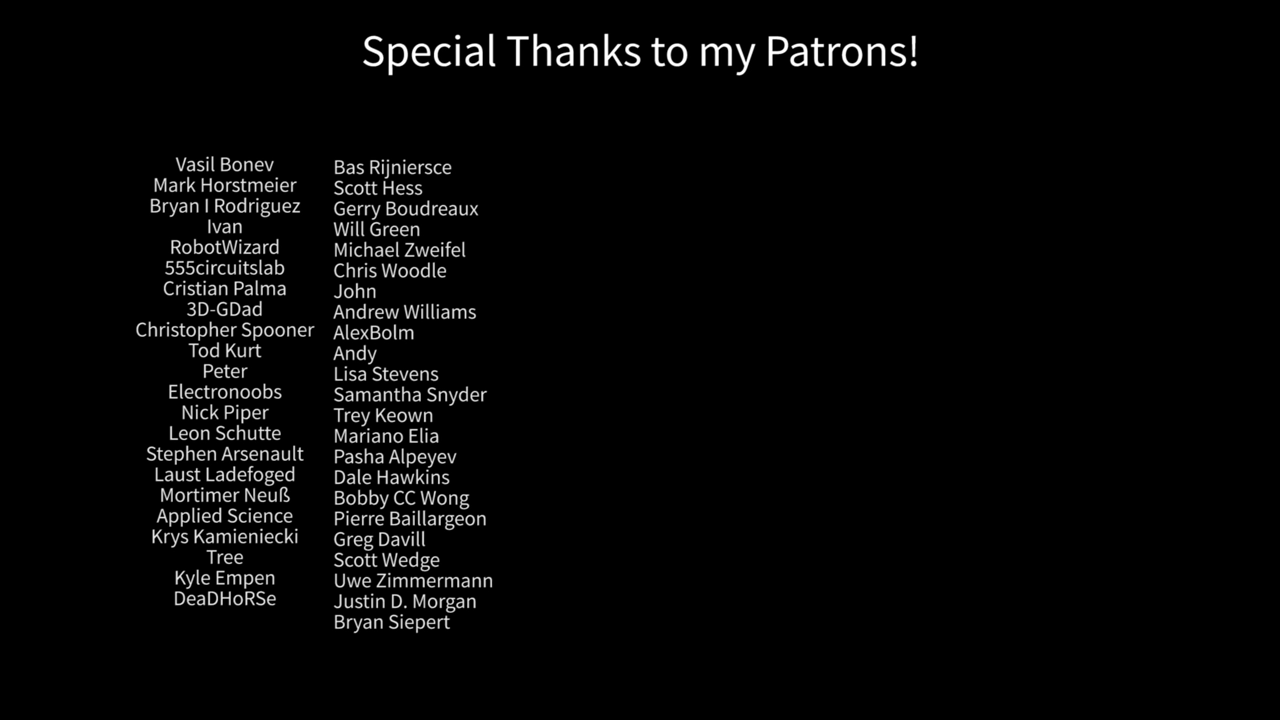 Special Thanks to my Patrons!
Vasil Bonev
Mark Horstmeier
Bryan I Rodriguez
Ivan
RobotWizard
555circuitslab
Cristian Palma
3D-GDad
Christopher Spooner
Tod Kurt
Peter
Electronoobs
Nick Piper
Leon Schutte
Stephen Arsenault
Laust Ladefoged
Mortimer Neuß
Applied Science
Krys Kamieniecki
Tree
Kyle Empen
DeaDHoRSe
Bas Rijniersce
Scott Hess
Gerry Boudreaux
Will Green
Michael Zweifel
Chris Woodle
John
Andrew Williams
AlexBolm
Andy
Lisa Stevens
Samantha Snyder
Trey Keown
Mariano Elia
Pasha Alpeyev
Dale Hawkins
Bobby CC Wong
Pierre Baillargeon
Greg Davill
Scott Wedge
Uwe Zimmermann
Justin D. Morgan
Bryan Siepert